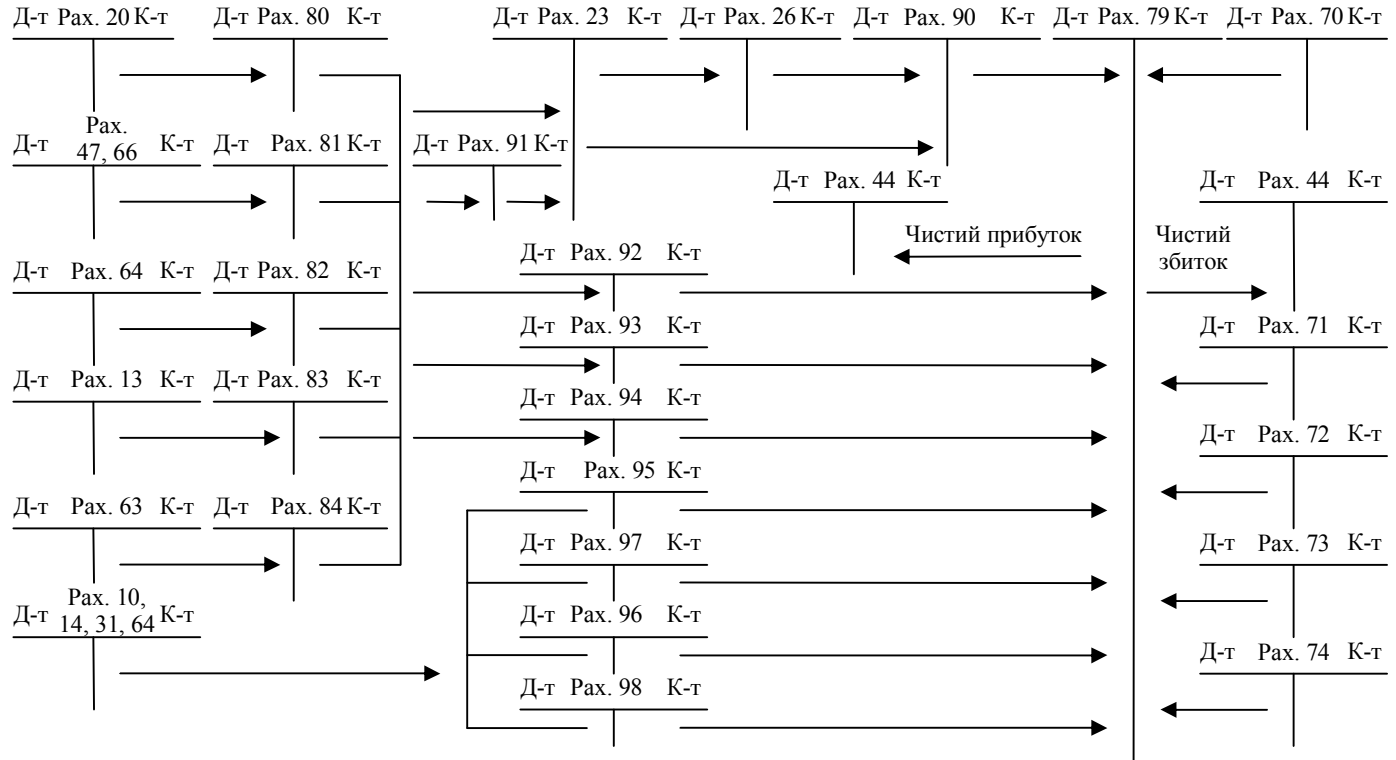 Д-т Рах. 20 К-т Д-т Рах. 80 К-т Д-т Рах. 23 К-т Д-т Рах. 26 К-т Д-т Рах. 90 К-т Д-т Рах. 79 К-т Д-т Рах. 70 К-т
Рах.
Д-т 47, 66 К-т Д-т Рах. 81 К-т Д-т Рах. 91 К-т
Д-т Рах. 44 К-т Д-т Рах. 44 К-т
Чистий прибуток Чистий
збиток
Д-т Рах. 92 К-т
Д-т Рах. 64 К-т Д-т Рах. 82 К-т
Д-т Рах. 93 К-т Д-т Рах. 71 К-т
Д-т Рах. 13 К-т Д-т Рах. 83 К-т
Д-т Рах. 94 К-т
Д-т Рах. 72 К-т
Д-т Рах. 95 К-т
Д-т Рах. 63 К-т Д-т Рах. 84 К-т
Д-т Рах. 97 К-т Д-т Рах. 73 К-т
Рах. 10,
Д-т 14, 31, 64 К-т
Д-т Рах. 96 К-т
Д-т Рах. 74 К-т
Д-т Рах. 98 К-т